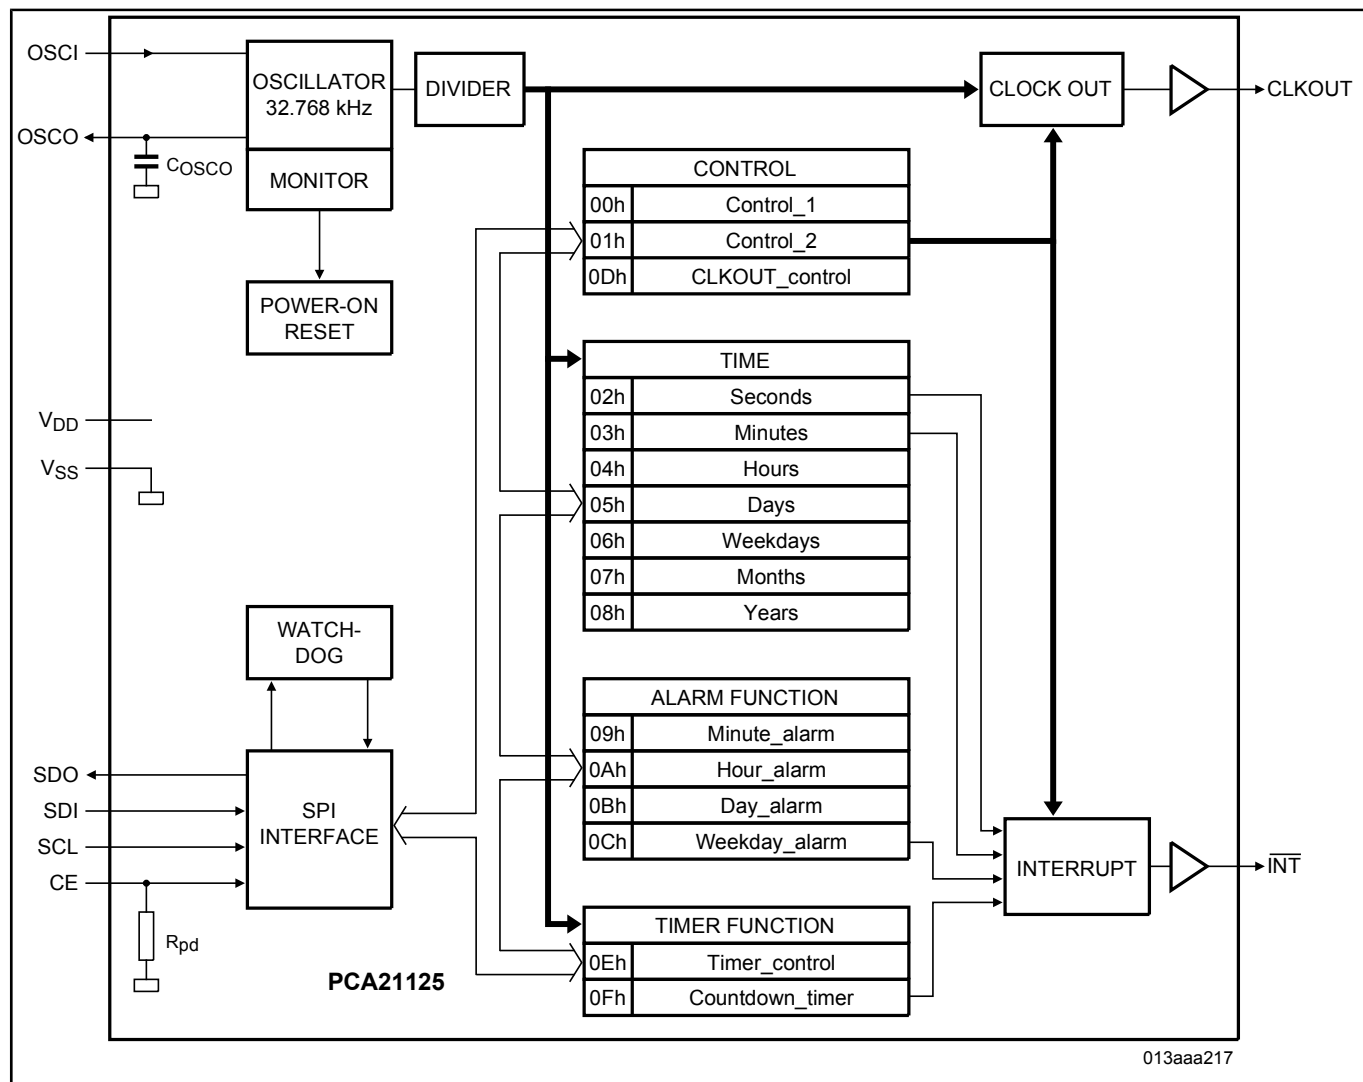 OSCI
OSCO
OSCILLATOR
32.768 kHz
MONITOR
DIVIDER
CLOCK OUT
CLKOUT
COSCO
POWER-ON
RESET
CONTROL
00h Control_1
01h Control_2
0Dh CLKOUT_control
TIME
02h Seconds
03h Minutes
04h Hours
05h Days
06h Weekdays
07h Months
08h Years
VDD
VSS
WATCH-
DOG
ALARM FUNCTION
09h Minute_alarm
0Ah Hour_alarm
0Bh Day_alarm
0Ch Weekday_alarm
SDO
SDI
SCL
CE
SPI
INTERFACE
INTERRUPT
INT
Rpd
PCA21125
TIMER FUNCTION
0Eh Timer_control
0Fh Countdown_timer
013aaa217